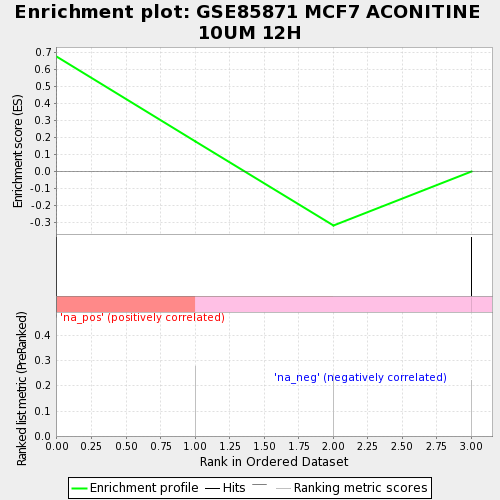 Enrichment plot: GSE85871 MCF7 ACONITINE
10UM 12H
Enrichment score (ES)
0.7
0.6
0.5
0.4
0.3
0.2
0.1
0.0
-0.1
-0.2
-0.3
'na_pos' (positively correlated)
'na_neg' (negatively correlated)
Ranked list metric (PreRanked)
0.4
0.3
0.2
0.1
0.0
0.00 0.25 0.50 0.75 1.00 1.25 1.50 1.75 2.00 2.25 2.50 2.75 3.00
Rank in Ordered Dataset
Enrichment profile Hits Ranking metric scores